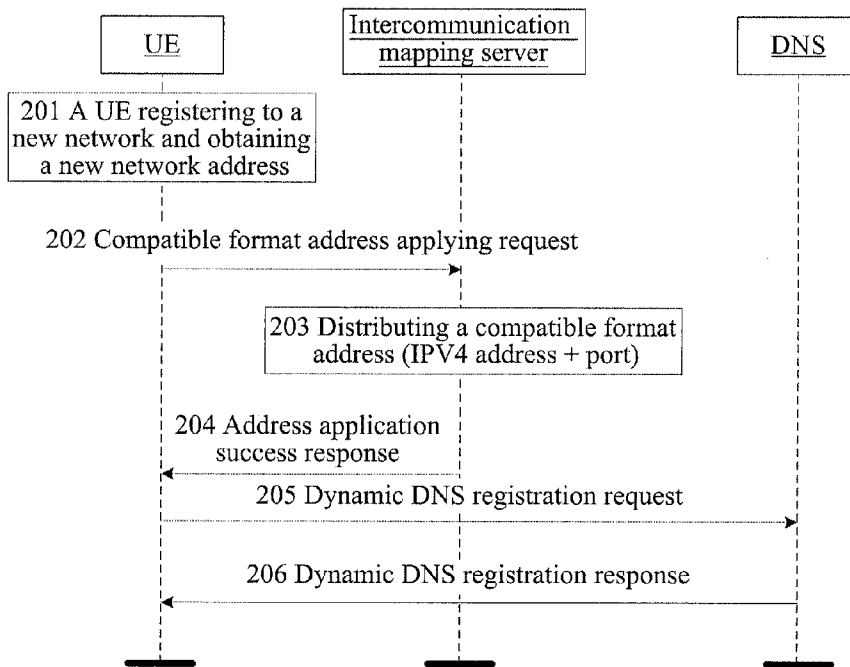 UE
Intercommunication
mapping server
DNS
201 A UE registering to a
new network and obtaining
a new network address
202 Compatible format address applying request
203 Distributing a compatible format
address (IPV4 address + port)
204 Address application
success response
205 Dynamic DNS registration request
206 Dynamic DNS registration response